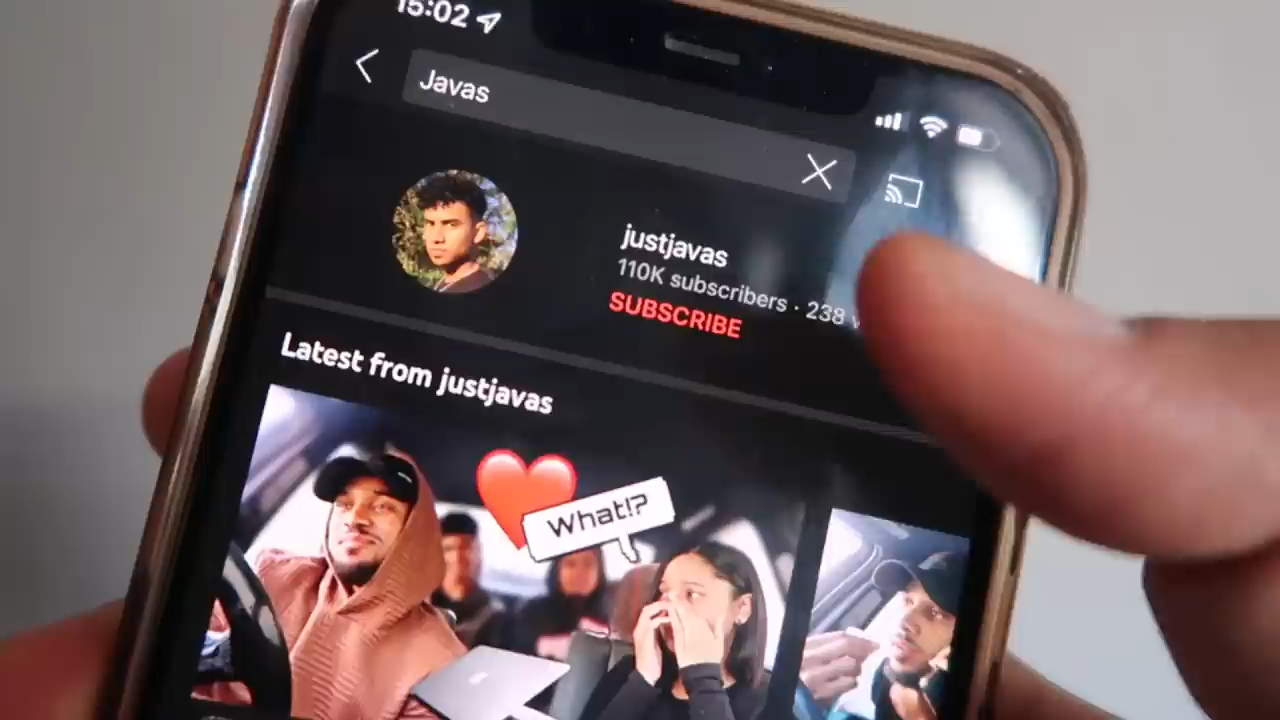 15:02
Javas
justjavas
110K subscribers · 238
SUBSCRIBE
Latest from justjavas
What!?